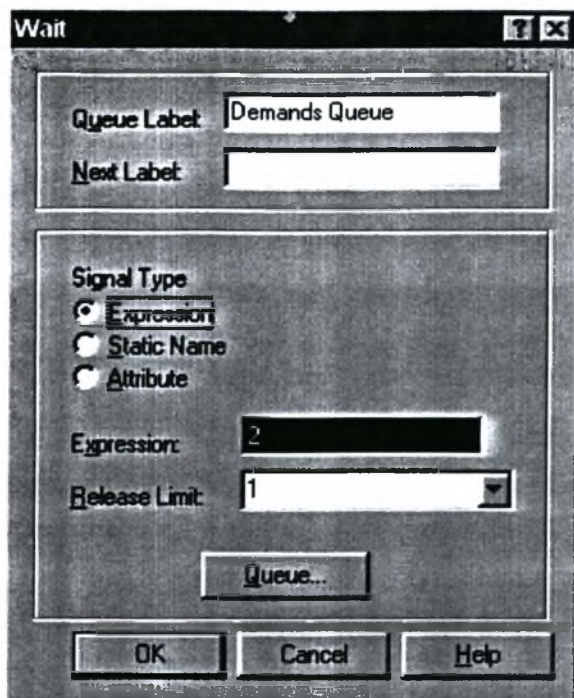 Wait
Queue Label: Demands Queue
Next Label:
Signal Type
Expression
Static Name
Attribute
Expression: 2
Release Limit: 1
Queue...
OK Cancel Help